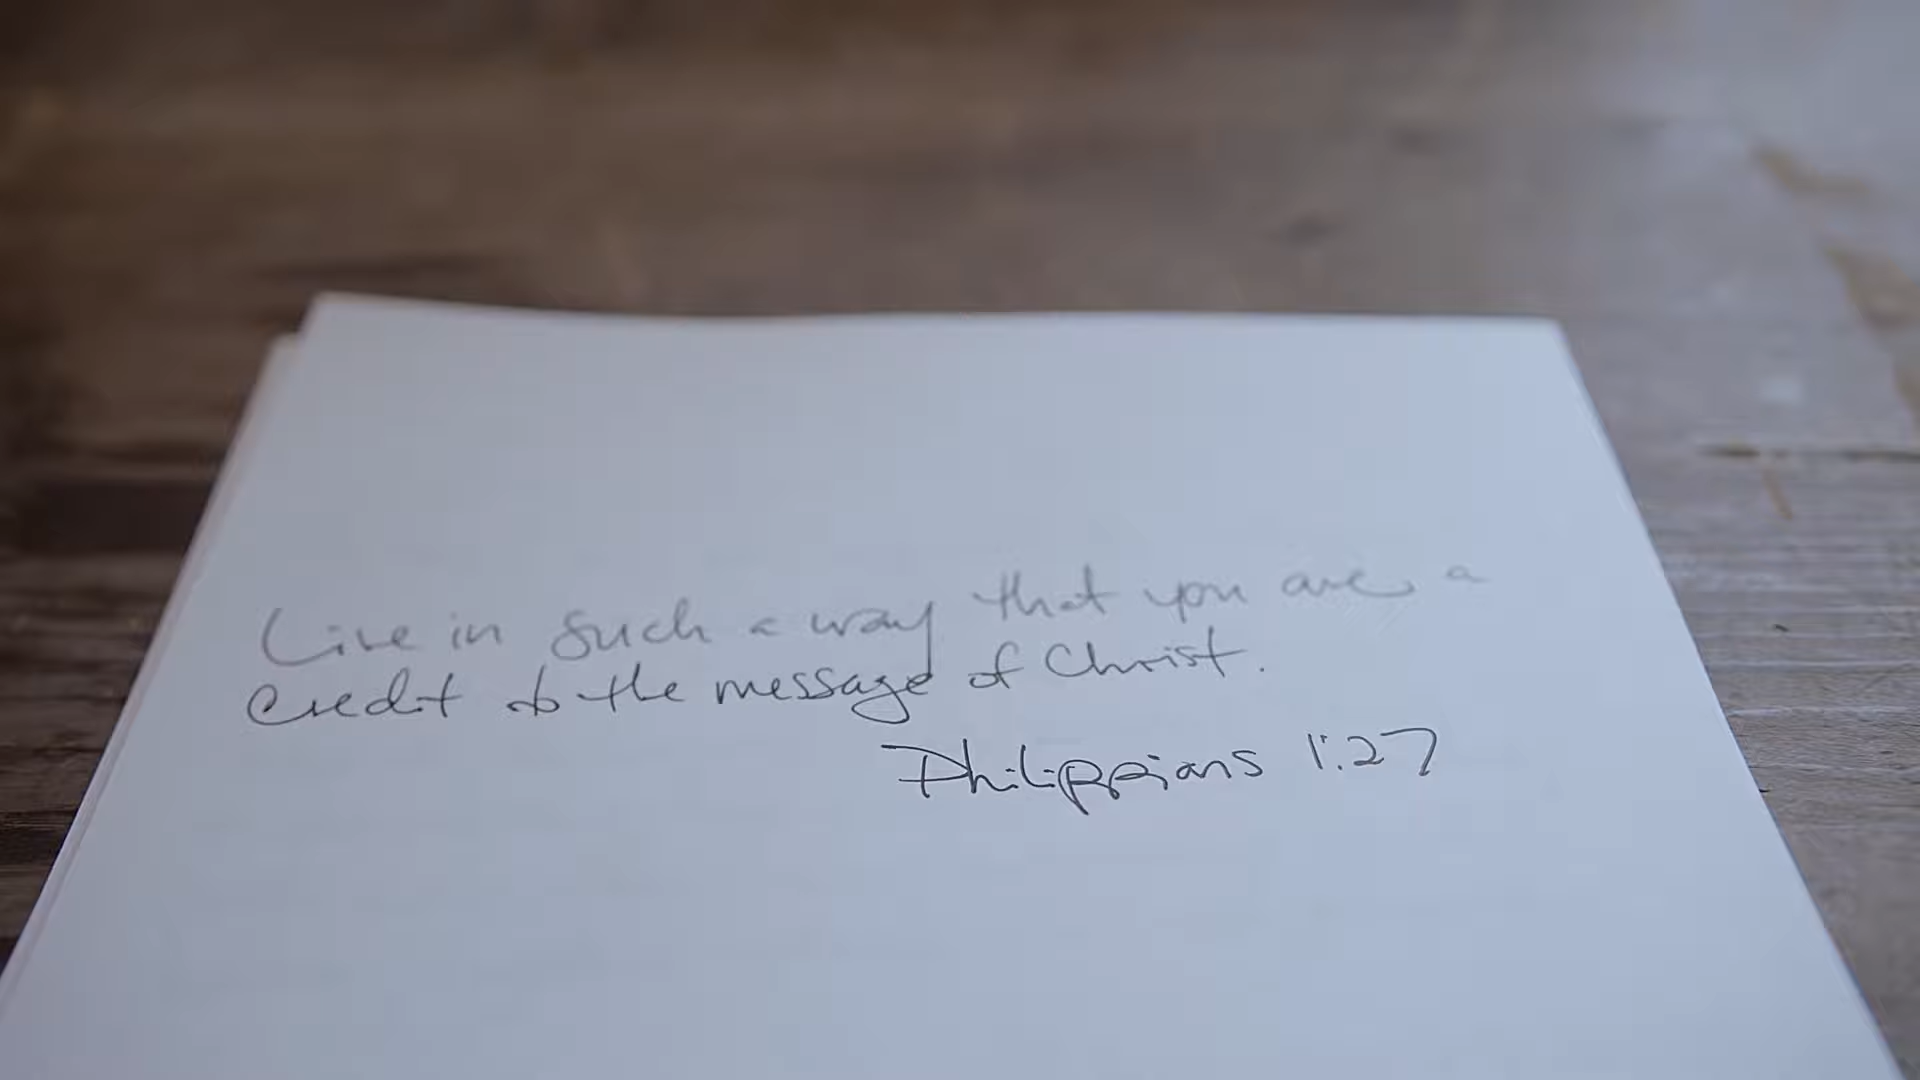 Live in such a way that you are a
Credit to the message of Christ.
Philippians 1:27